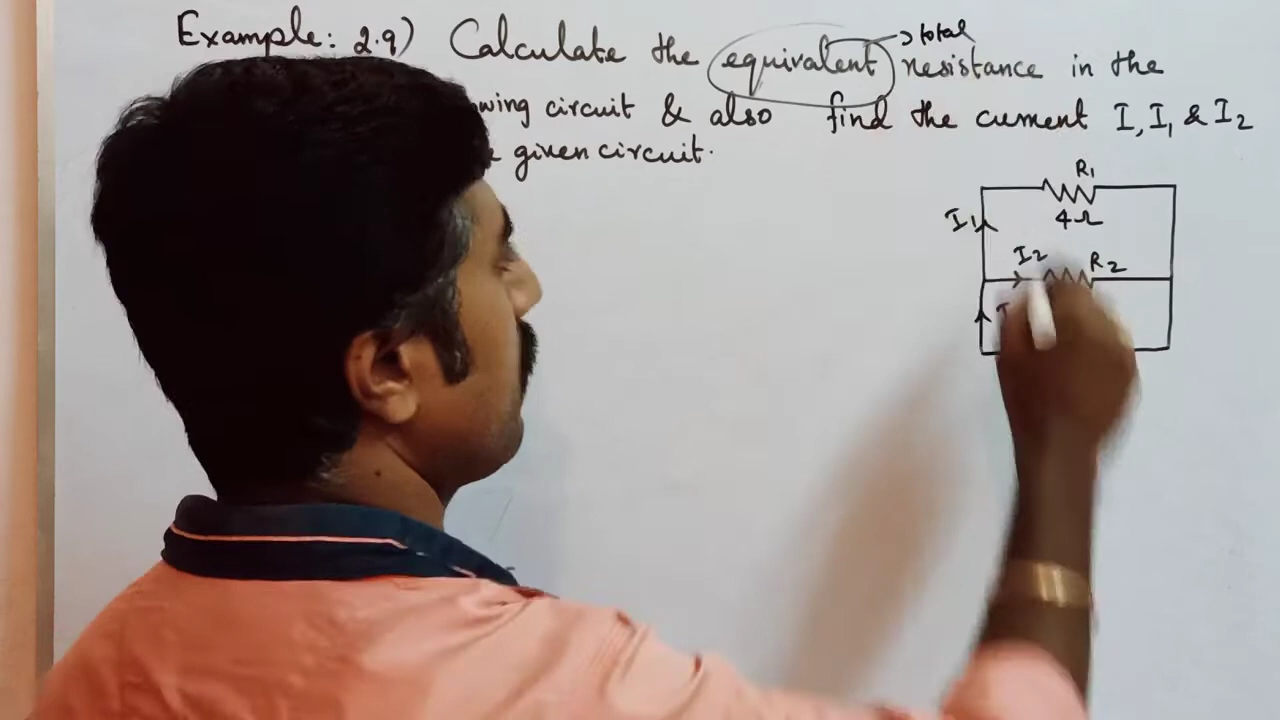 Example: 2.9) Calculate the equivalent resistance in the
→ total
wing circuit & also find the current I, I1 & I2
given circuit.
R1
4Ω
I1
I2
R2
I